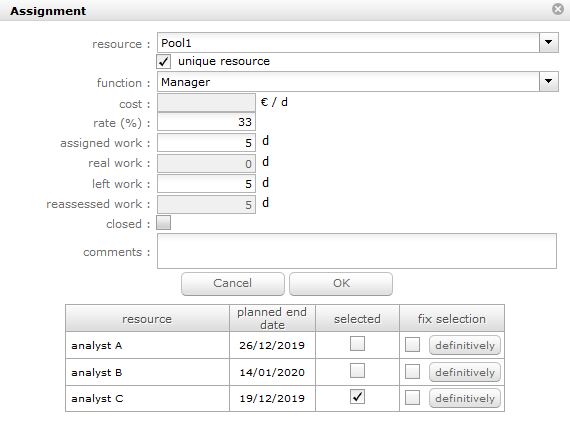 Assignment
resource : Pool1
unique resource
function : Manager
cost : € / d
rate (%) : 33
assigned work : 5 d
real work : 0 d
left work : 5 d
reassessed work : 5 d
closed :
comments :
Cancel OK
resource planned end date selected fix selection
analyst A 26/12/2019 definitively
analyst B 14/01/2020 definitively
analyst C 19/12/2019 definitively